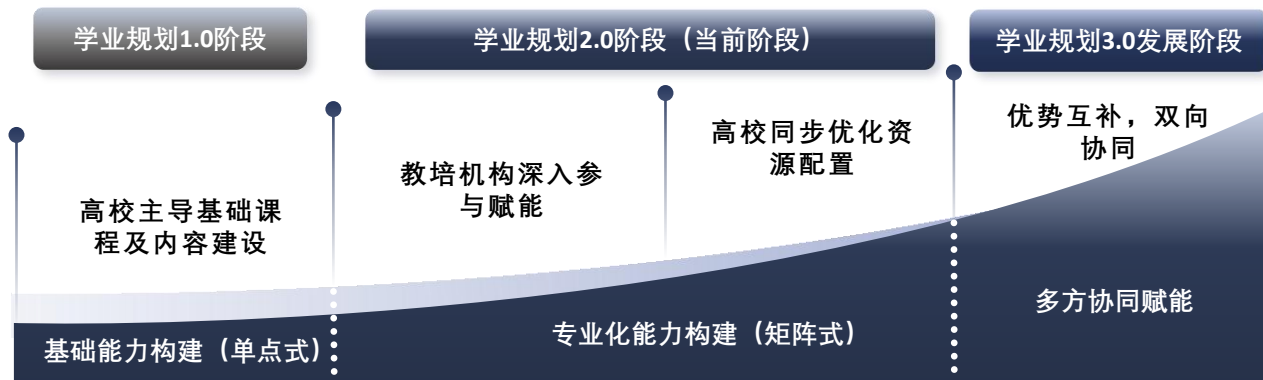 学业规划1.0阶段
学业规划2.0阶段（当前阶段）
学业规划3.0发展阶段
高校主导基础课
程及内容建设
教培机构深入参
与赋能
高校同步优化资
源配置
优势互补，双向
协同
基础能力构建（单点式）
专业化能力构建（矩阵式）
多方协同赋能